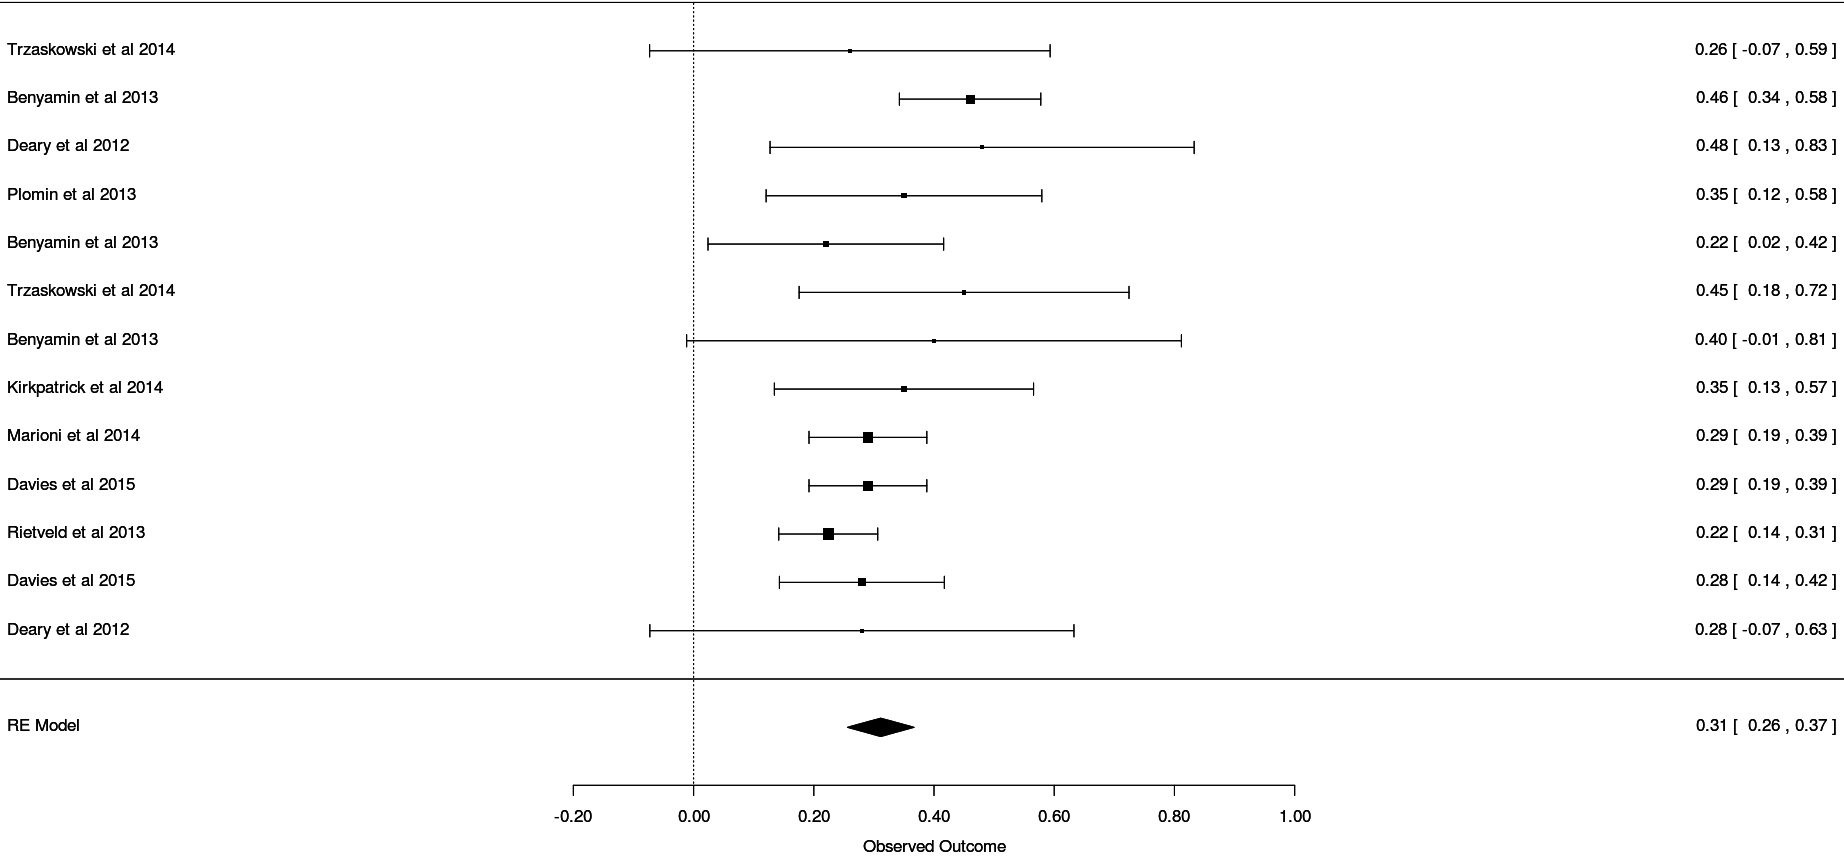 Trzaskowski et al 2014 0.26 [ -0.07 , 0.59 ]
Benyamin et al 2013 0.46 [ 0.34 , 0.58 ]
Deary et al 2012 0.48 [ 0.13 , 0.83 ]
Plomin et al 2013 0.35 [ 0.12 , 0.58 ]
Benyamin et al 2013 0.22 [ 0.02 , 0.42 ]
Trzaskowski et al 2014 0.45 [ 0.18 , 0.72 ]
Benyamin et al 2013 0.40 [ -0.01 , 0.81 ]
Kirkpatrick et al 2014 0.35 [ 0.13 , 0.57 ]
Marioni et al 2014 0.29 [ 0.19 , 0.39 ]
Davies et al 2015 0.29 [ 0.19 , 0.39 ]
Rietveld et al 2013 0.22 [ 0.14 , 0.31 ]
Davies et al 2015 0.28 [ 0.14 , 0.42 ]
Deary et al 2012 0.28 [ -0.07 , 0.63 ]
RE Model 0.31 [ 0.26 , 0.37 ]
-0.20 0.00 0.20 0.40 0.60 0.80 1.00
Observed Outcome